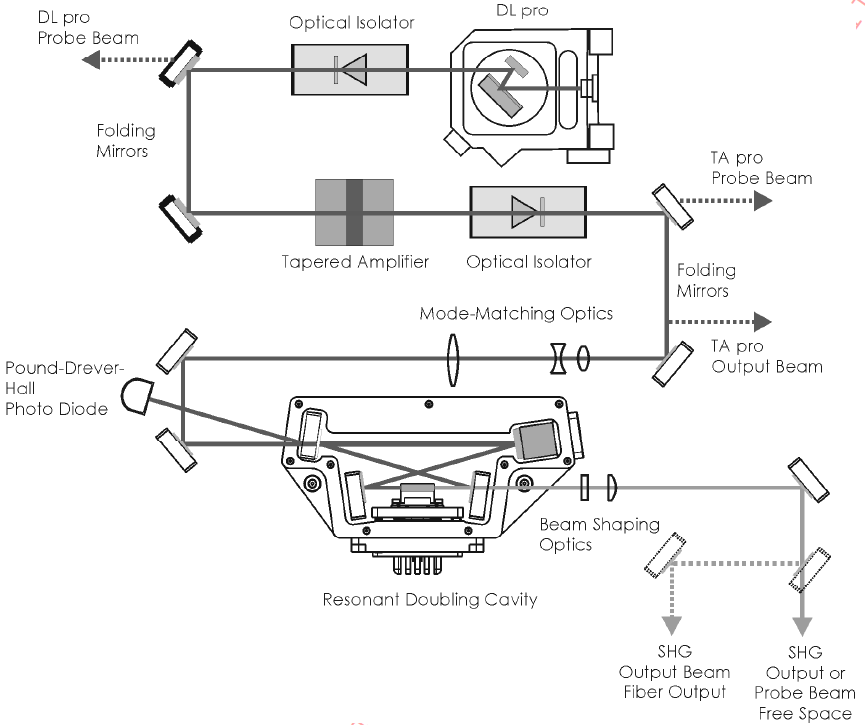 DL pro
Probe Beam
Optical Isolator
DL pro
Folding
Mirrors
TA pro
Probe Beam
Tapered Amplifier
Optical Isolator
Folding
Mirrors
Mode-Matching Optics
TA pro
Output Beam
Pound-Drever-
Hall
Photo Diode
Beam Shaping
Optics
Resonant Doubling Cavity
SHG
Output Beam
Fiber Output
SHG
Output or
Probe Beam
Free Space